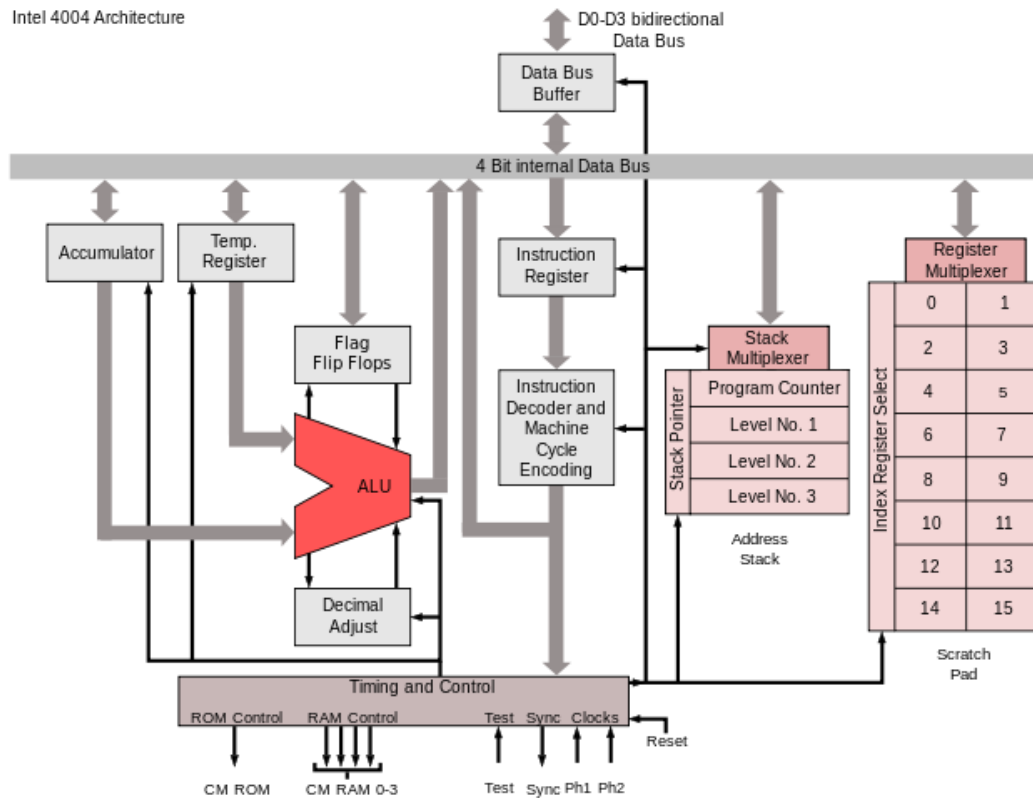 Intel 4004 Architecture
D0-D3 bidirectional
Data Bus
Data Bus
Buffer
4 Bit internal Data Bus
Accumulator
Temp.
Register
Flag
Flip Flops
ALU
Decimal
Adjust
Instruction
Register
Instruction
Decoder and
Machine
Cycle
Encoding
Stack
Multiplexer
Stack Pointer
Program Counter
Level No. 1
Level No. 2
Level No. 3
Address
Stack
Register
Multiplexer
Index Register Select
0 1
2 3
4 5
6 7
8 9
10 11
12 13
14 15
Scratch
Pad
Timing and Control
ROM Control RAM Control Test Sync Clocks
Reset
CM ROM CM RAM 0-3 Test Sync Ph1 Ph2